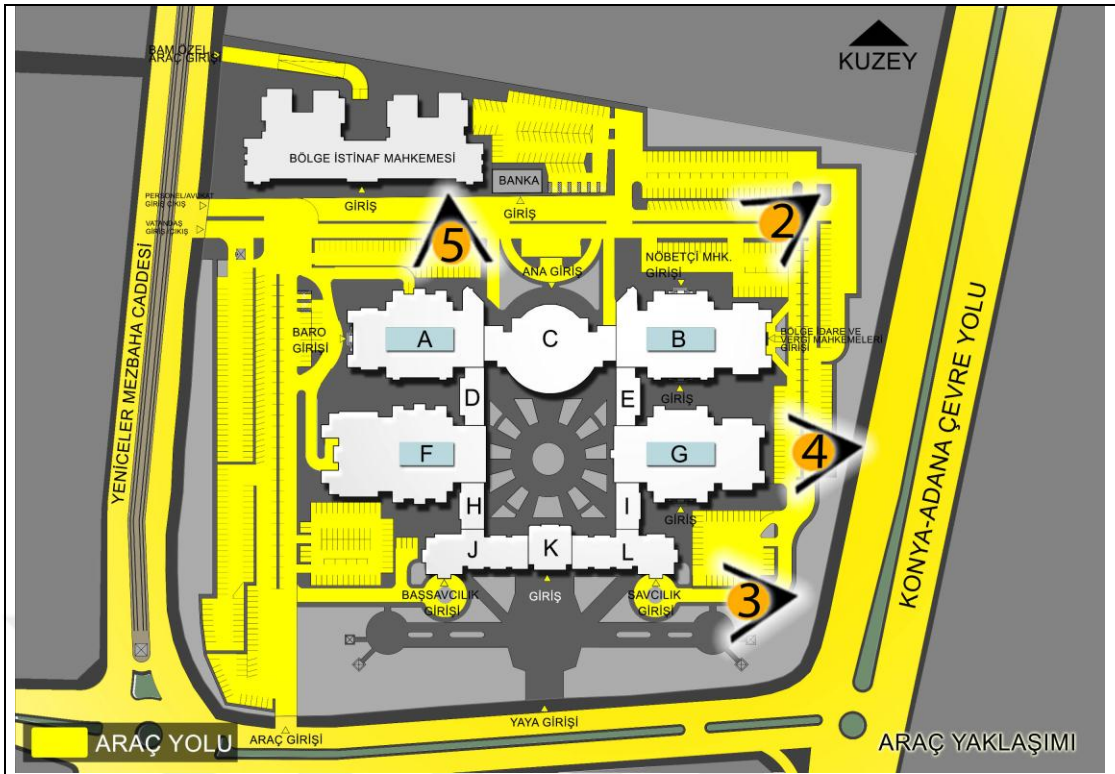 BAM ÖZEL
ARAÇ GİRİŞİ
KUZEY
BÖLGE İSTİNAF MAHKEMESİ
BANKA
PERSONEL/AVUKAT
GİRİŞ ÇIKIŞ
GİRİŞ
GİRİŞ
2
VATANDAŞ
GİRİŞ/ÇIKIŞ
5
ANA GİRİŞ
NÖBETÇİ MHK.
GİRİŞİ
YENİCELER MEZBAHA CADDESİ
BARO
GİRİŞİ
A
C
B
BÖLGE İDARE VE
VERGİ MAHKEMELERİ
GİRİŞİ
KONYA-ADANA ÇEVRE YOLU
D
E
GİRİŞ
F
G
4
H
I
GİRİŞ
J
K
L
BAŞSAVCILIK
GİRİŞİ
GİRİŞ
SAVCILIK
GİRİŞİ
3
YAYA GİRİŞİ
ARAÇ YOLU
ARAÇ GİRİŞİ
ARAÇ YAKLAŞIMI